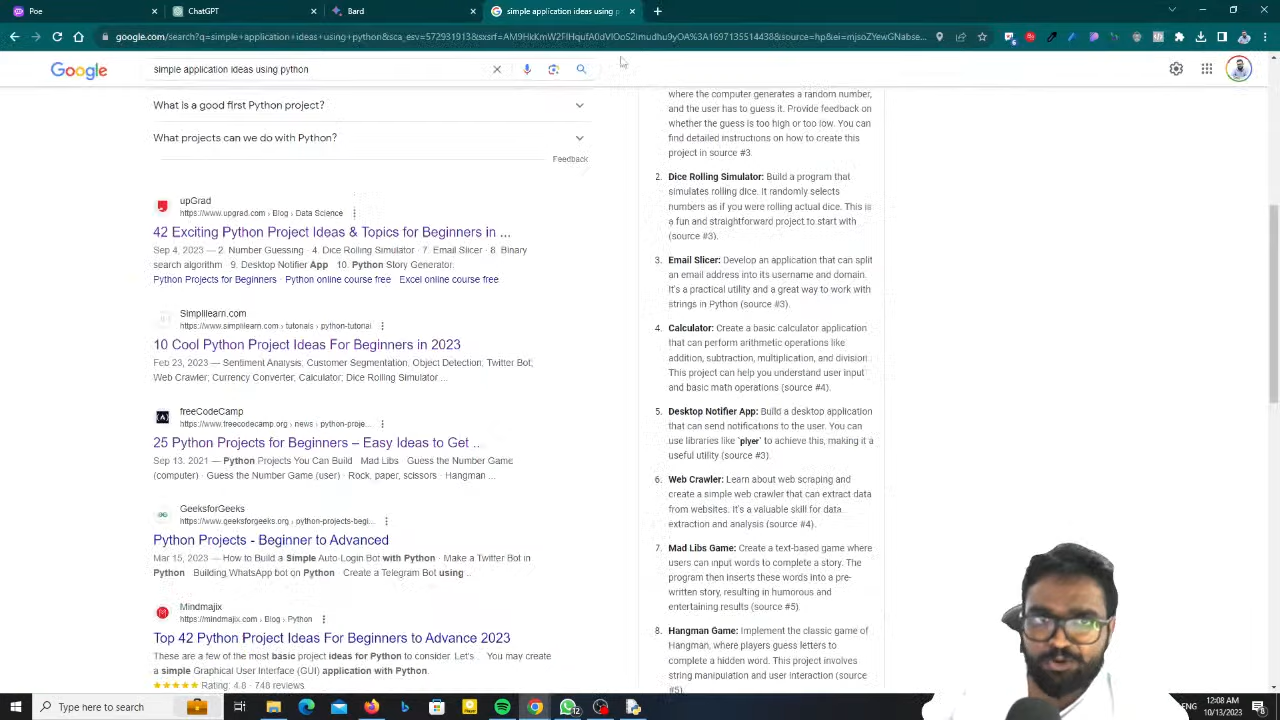 Poe
ChatGPT
Bard
simple application ideas using p
Google
simple application ideas using python
What is a good first Python project?
What projects can we do with Python?
Feedback
upGrad
https://www.upgrad.com › Blog › Data Science
42 Exciting Python Project Ideas & Topics for Beginners in ...
Sep 4, 2023 — 2. Number Guessing · 4. Dice Rolling Simulator · 7. Email Slicer · 8. Binary
search algorithm · 9. Desktop Notifier App · 10. Python Story Generator.
Python Projects for Beginners · Python online course free · Excel online course free
Simplilearn.com
https://www.simplilearn.com › tutorials › python-tutorial
10 Cool Python Project Ideas For Beginners in 2023
Feb 23, 2023 — Sentiment Analysis; Customer Segmentation; Object Detection; Twitter Bot;
Web Crawler; Currency Converter; Calculator; Dice Rolling Simulator ...
freeCodeCamp
https://www.freecodecamp.org › news › python-proje...
25 Python Projects for Beginners – Easy Ideas to Get ...
Sep 13, 2021 — Python Projects You Can Build · Mad Libs · Guess the Number Game
(computer) · Guess the Number Game (user) · Rock, paper, scissors · Hangman ...
GeeksforGeeks
https://www.geeksforgeeks.org › python-projects-begi...
Python Projects - Beginner to Advanced
Mar 15, 2023 — How to Build a Simple Auto-Login Bot with Python · Make a Twitter Bot in
Python · Building WhatsApp bot on Python · Create a Telegram Bot using ...
Mindmajix
https://mindmajix.com › Blog › Python
Top 42 Python Project Ideas For Beginners to Advance 2023
These are a few of the most basic project ideas for Python to consider. Let's ... You may create
a simple Graphical User Interface (GUI) application with Python.
Rating: 4.8 · 748 reviews
where the computer generates a random number,
and the user has to guess it. Provide feedback on
whether the guess is too high or too low. You can
find detailed instructions on how to create this
project in source #3.
2. Dice Rolling Simulator: Build a program that
simulates rolling dice. It randomly selects
numbers as if you were rolling actual dice. This is
a fun and straightforward project to start with
(source #3).
3. Email Slicer: Develop an application that can split
an email address into its username and domain.
It's a practical utility and a great way to work with
strings in Python (source #3).
4. Calculator: Create a basic calculator application
that can perform arithmetic operations like
addition, subtraction, multiplication, and division.
This project can help you understand user input
and basic math operations (source #4).
5. Desktop Notifier App: Build a desktop application
that can send notifications to the user. You can
use libraries like `plyer` to achieve this, making it a
useful utility (source #3).
6. Web Crawler: Learn about web scraping and
create a simple web crawler that can extract data
from websites. It's a valuable skill for data
extraction and analysis (source #4).
7. Mad Libs Game: Create a text-based game where
users can input words to complete a story. The
program then inserts these words into a pre-
written story, resulting in humorous and
entertaining results (source #5).
8. Hangman Game: Implement the classic game of
Hangman, where players guess letters to
complete a hidden word. This project involves
string manipulation and user interaction (source
#5).
Type here to search
ENG
12:08 AM
10/13/2023